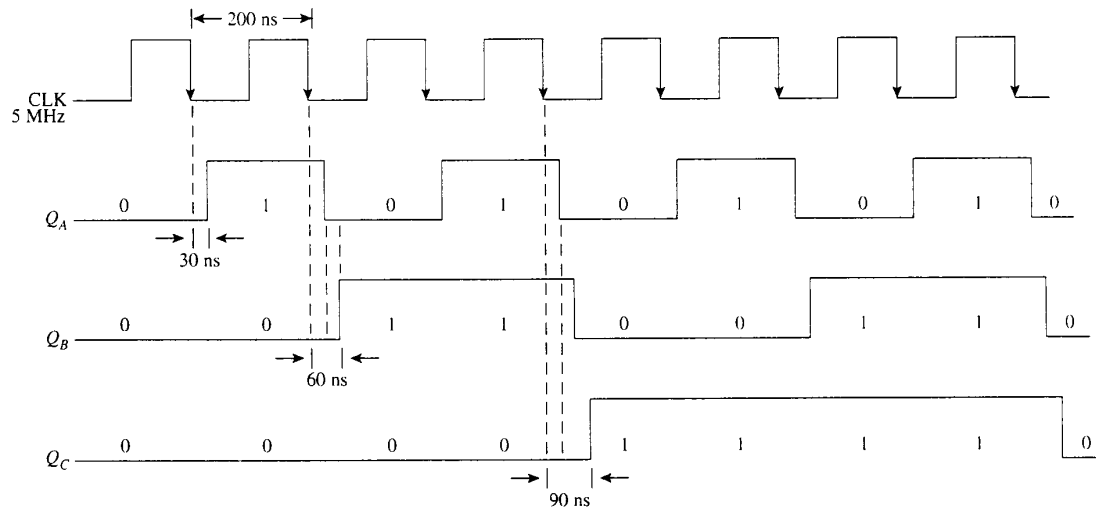 200 ns
CLK
5 MHz
Q_A 0 1 0 1 0 1 0 1 0
30 ns
Q_B 0 0 1 1 0 0 1 1 0
60 ns
Q_C 0 0 0 0 1 1 1 1 0
90 ns